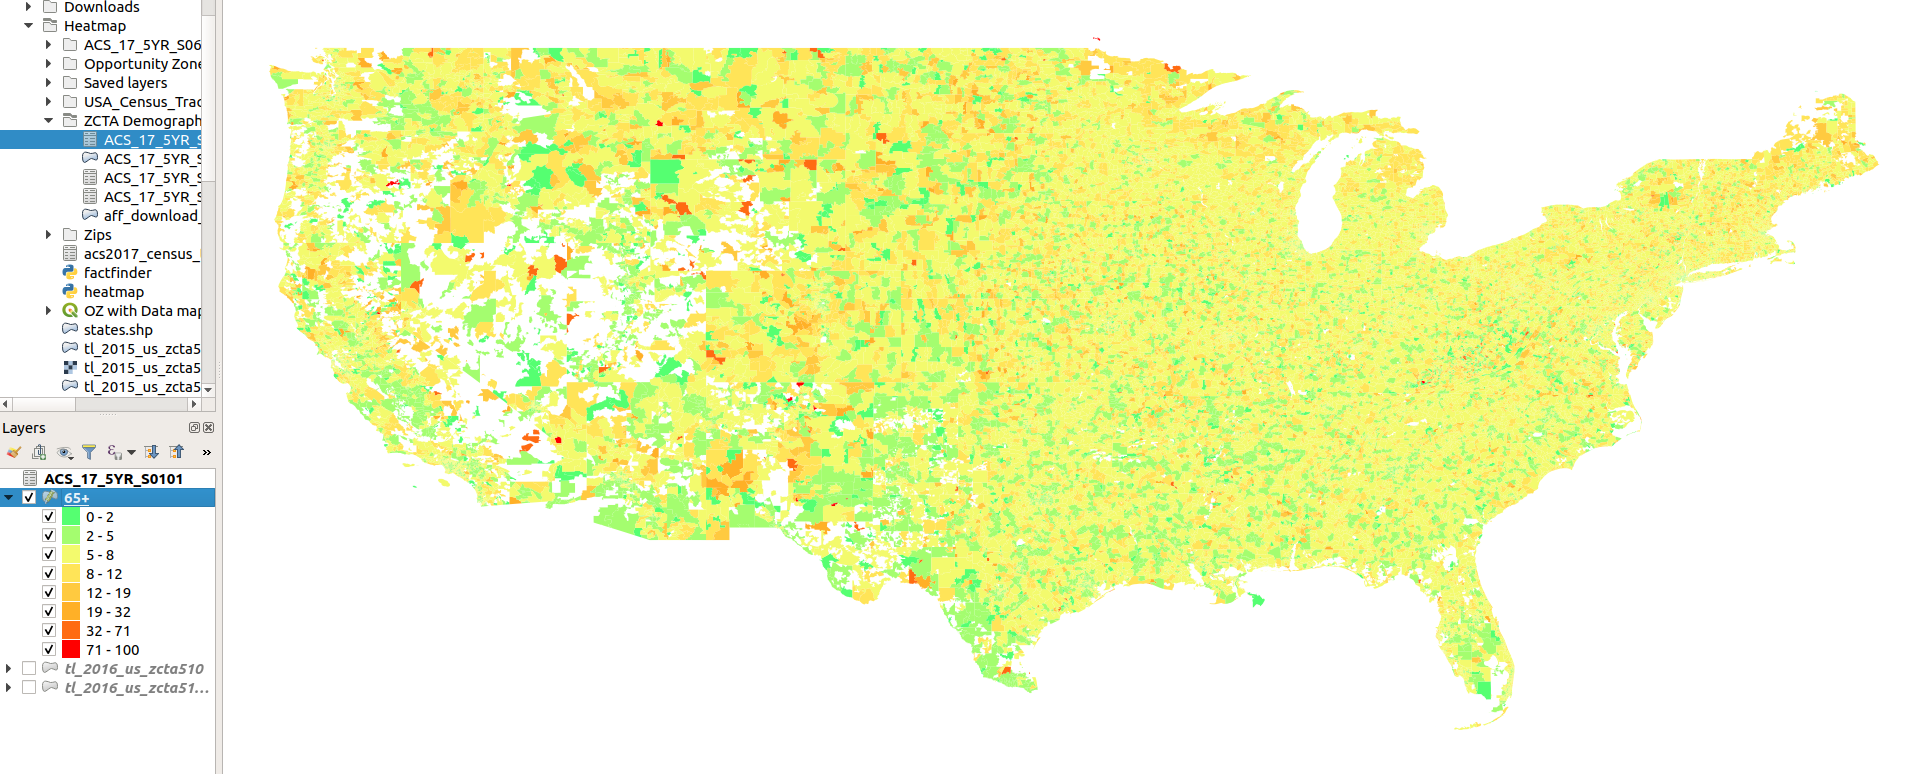 Downloads
Heatmap
ACS_17_5YR_S06
Opportunity Zone
Saved layers
USA_Census_Trac
ZCTA Demograph
ACS_17_5YR_S
ACS_17_5YR_S
ACS_17_5YR_S
ACS_17_5YR_S
aff_download_
Zips
acs2017_census_
factfinder
heatmap
OZ with Data map
states.shp
tl_2015_us_zcta5
tl_2015_us_zcta5
tl_2015_us_zcta5
Layers
»
ACS_17_5YR_S0101
65+
0 - 2
2 - 5
5 - 8
8 - 12
12 - 19
19 - 32
32 - 71
71 - 100
tl_2016_us_zcta510
tl_2016_us_zcta51...